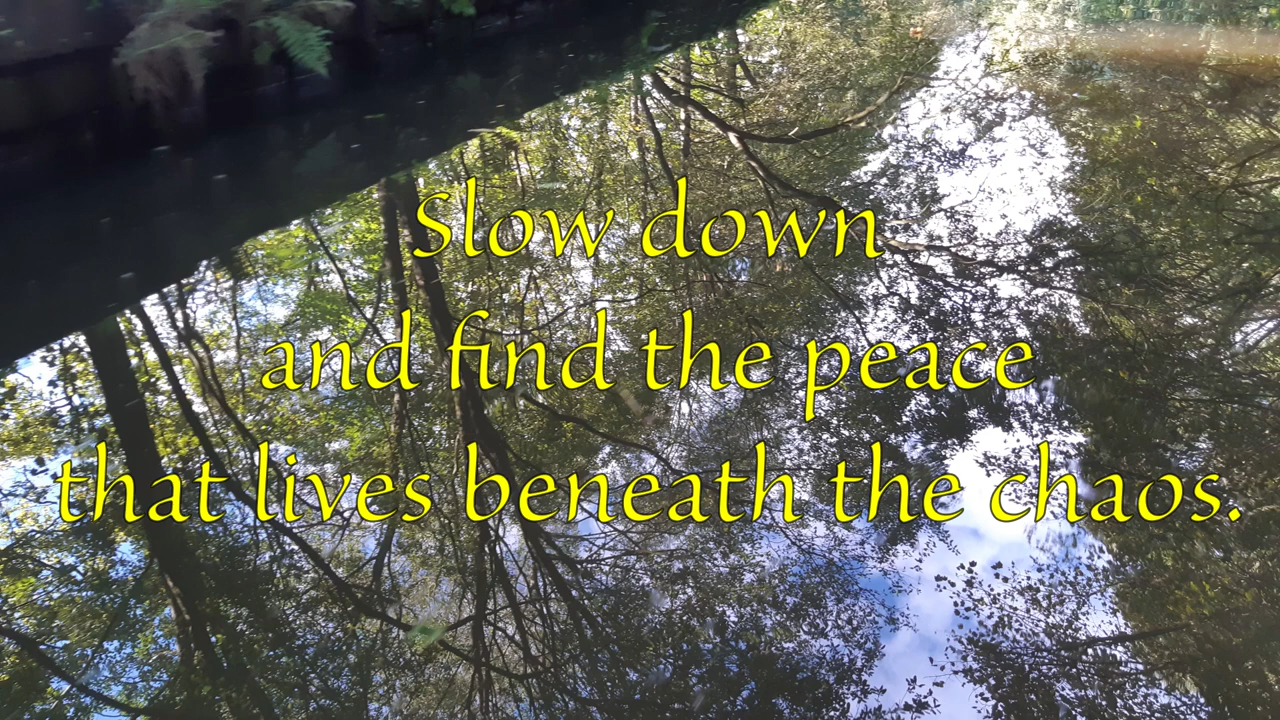 Slow down
and find the peace
that lives beneath the chaos.